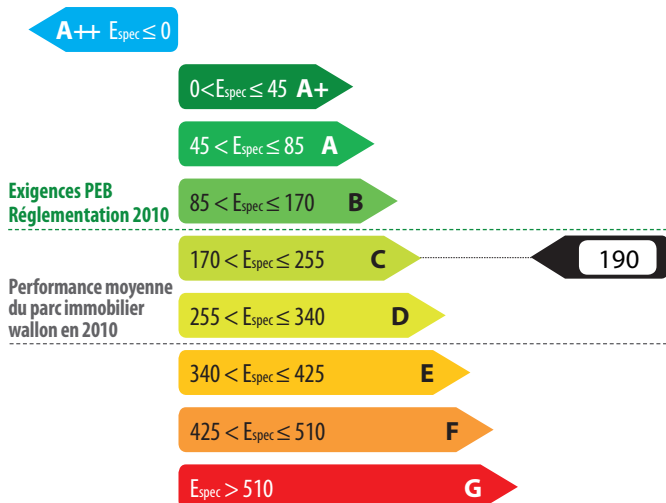 A++ Espec ≤ 0
0 < Espec ≤ 45 A+
45 < Espec ≤ 85 A
Exigences PEB
Réglementation 2010
85 < Espec ≤ 170 B
170 < Espec ≤ 255 C
190
Performance moyenne
du parc immobilier
wallon en 2010
255 < Espec ≤ 340 D
340 < Espec ≤ 425 E
425 < Espec ≤ 510 F
Espec > 510 G